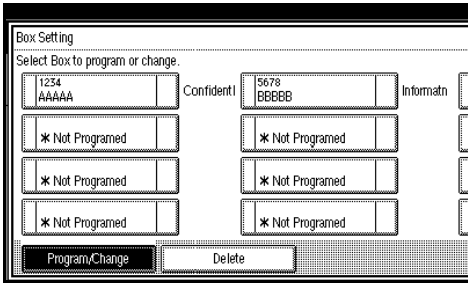 Box Setting
Select Box to program or change.
1234
AAAAA
Confidentl
5678
BBBBB
Informatn
* Not Programed
* Not Programed
* Not Programed
* Not Programed
* Not Programed
* Not Programed
Program/Change
Delete